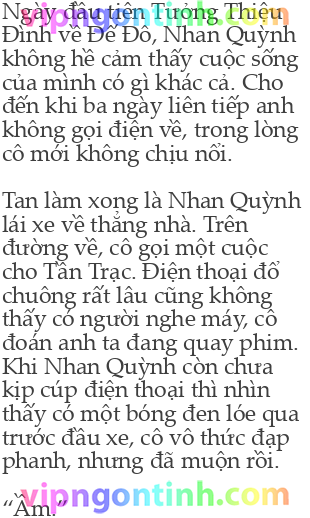 vipngontinh.com
Ngày đầu tiên Tưởng Thiệu
Đình về Đế Đô, Nhan Quỳnh
không hề cảm thấy cuộc sống
của mình có gì khác cả. Cho
đến khi ba ngày liên tiếp anh
không gọi điện về, trong lòng
cô mới không chịu nổi.
Tan làm xong là Nhan Quỳnh
lái xe về thẳng nhà. Trên
đường về, cô gọi một cuộc
cho Tần Trạc. Điện thoại đổ
chuông rất lâu cũng không
thấy có người nghe máy, cô
đoán anh ta đang quay phim.
Khi Nhan Quỳnh còn chưa
kịp cúp điện thoại thì nhìn
thấy có một bóng đen lóe qua
trước đầu xe, cô vô thức đạp
phanh, nhưng đã muộn rồi.
vipngontinh.com
“Ầm.”